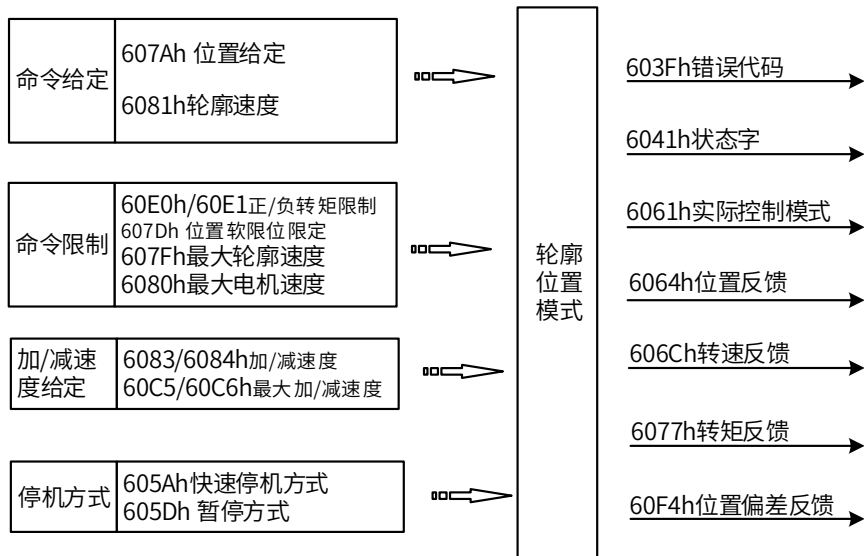 命令给定
607Ah 位置给定
6081h轮廓速度
命令限制
60E0h/60E1正/负转矩限制
607Dh 位置软限位限定
607Fh最大轮廓速度
6080h最大电机速度
加/减速
度给定
6083/6084h加/减速度
60C5/60C6h最大加/减速度
停机方式
605Ah快速停机方式
605Dh 暂停方式
轮廓
位置
模式
603Fh错误代码
6041h状态字
6061h实际控制模式
6064h位置反馈
606Ch转速反馈
6077h转矩反馈
60F4h位置偏差反馈